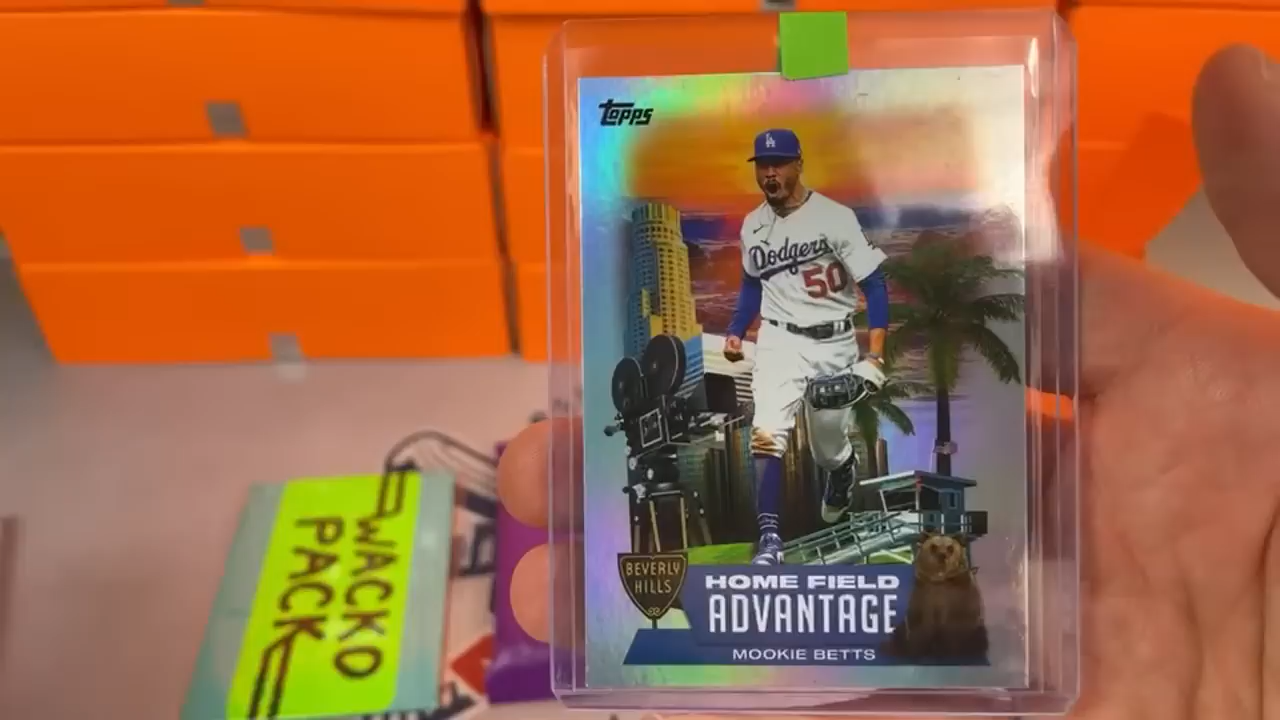 Topps
LA
Dodgers
50
BEVERLY
HILLS
HOME FIELD
ADVANTAGE
MOOKIE BETTS
WACKO
PACK